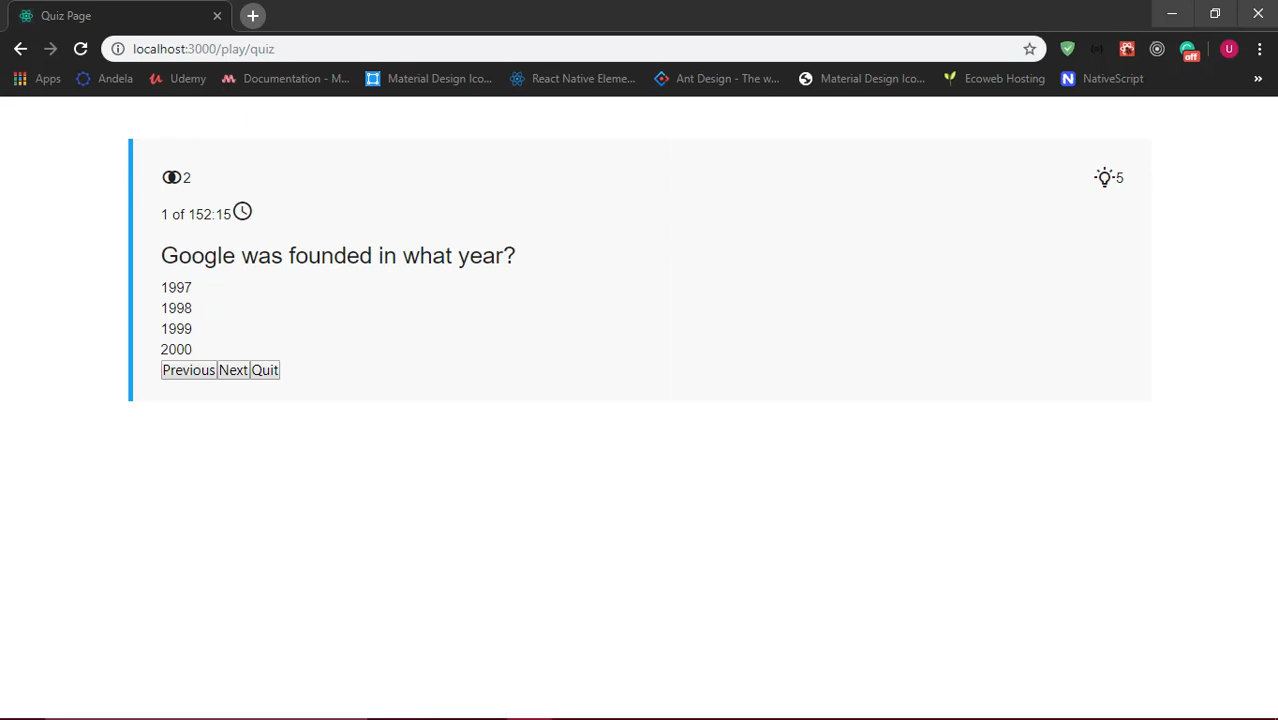 Quiz Page
localhost:3000/play/quiz
Apps Andela Udemy Documentation - M... Material Design Ico... React Native Eleme... Ant Design - The w... Material Design Ico... Ecoweb Hosting NativeScript »
U
off
2 5
1 of 152:15
Google was founded in what year?
1997
1998
1999
2000
Previous Next Quit